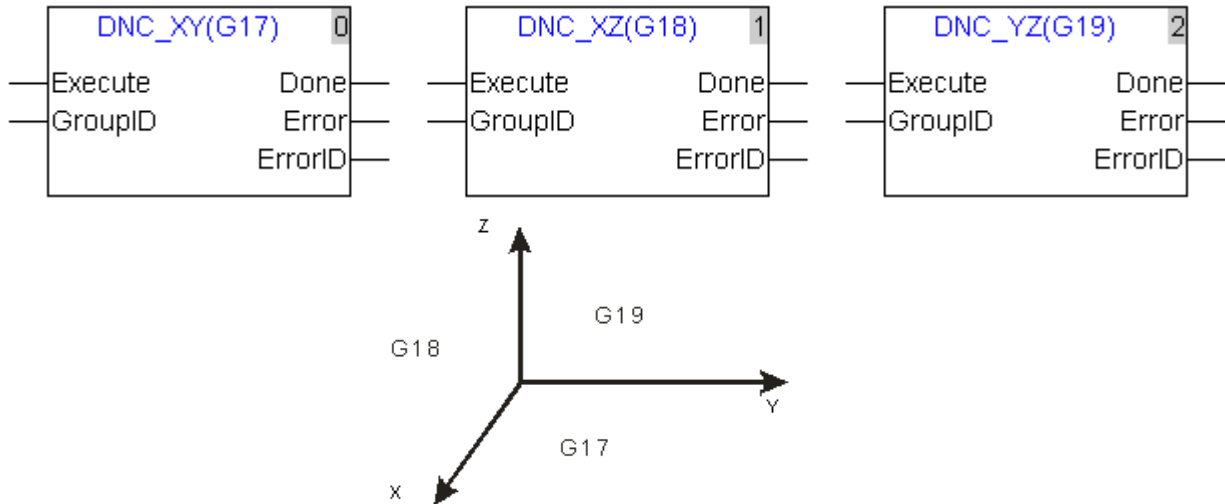 DNC_XY(G17) 0
Execute Done
GroupID Error
ErrorID
DNC_XZ(G18) 1
Execute Done
GroupID Error
ErrorID
DNC_YZ(G19) 2
Execute Done
GroupID Error
ErrorID
Z
G19
G18
Y
G17
X